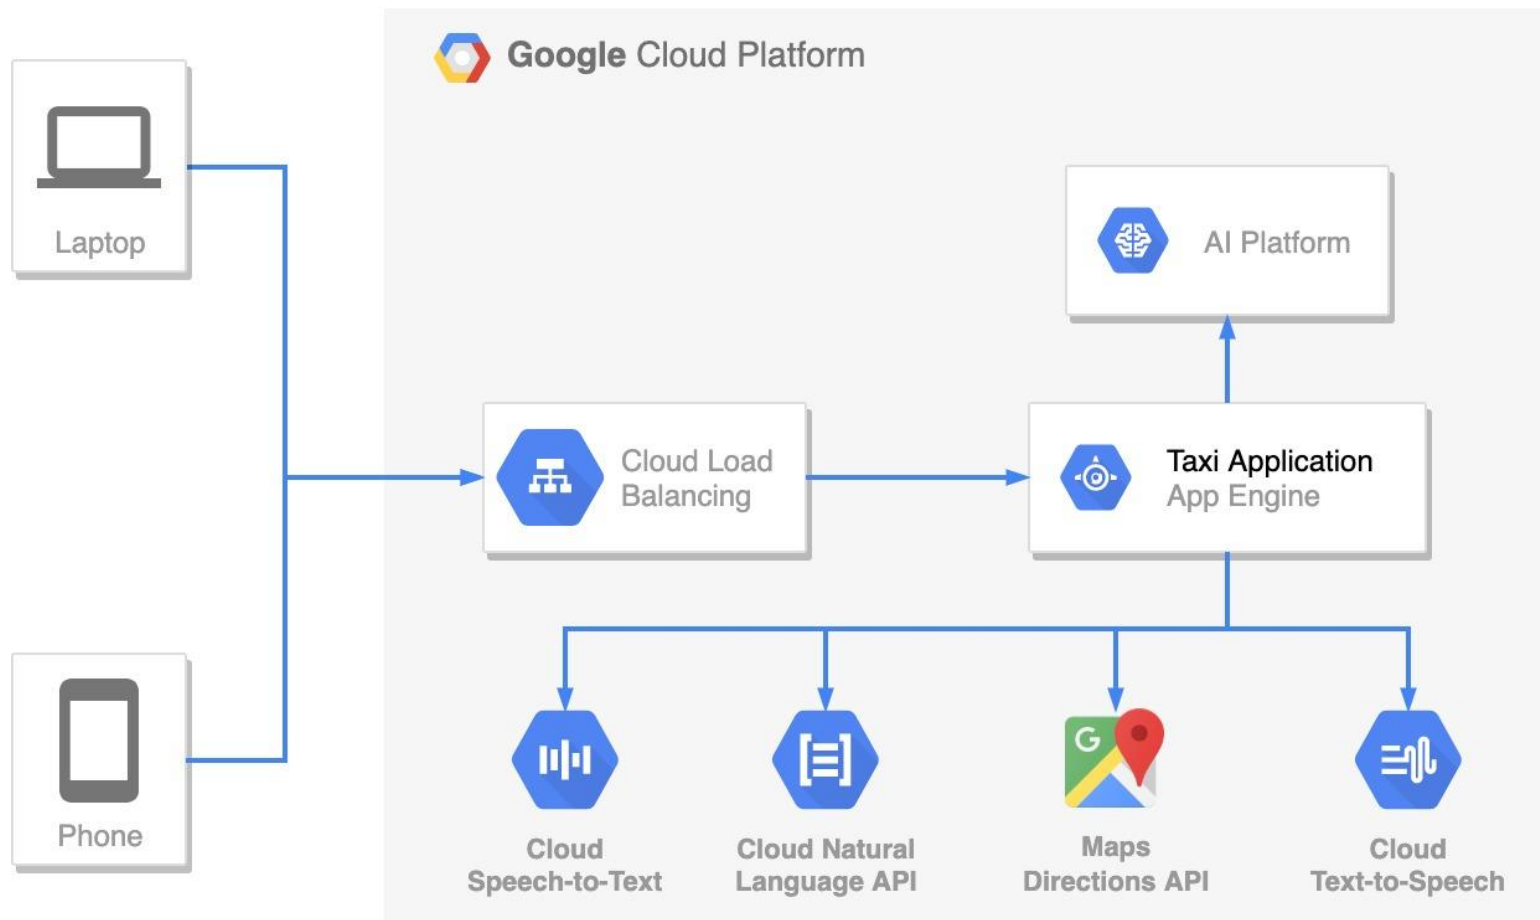 Google Cloud Platform
Laptop
AI Platform
Cloud Load
Balancing
Taxi Application
App Engine
Phone
Cloud
Speech-to-Text
Cloud Natural
Language API
G
Maps
Directions API
Cloud
Text-to-Speech